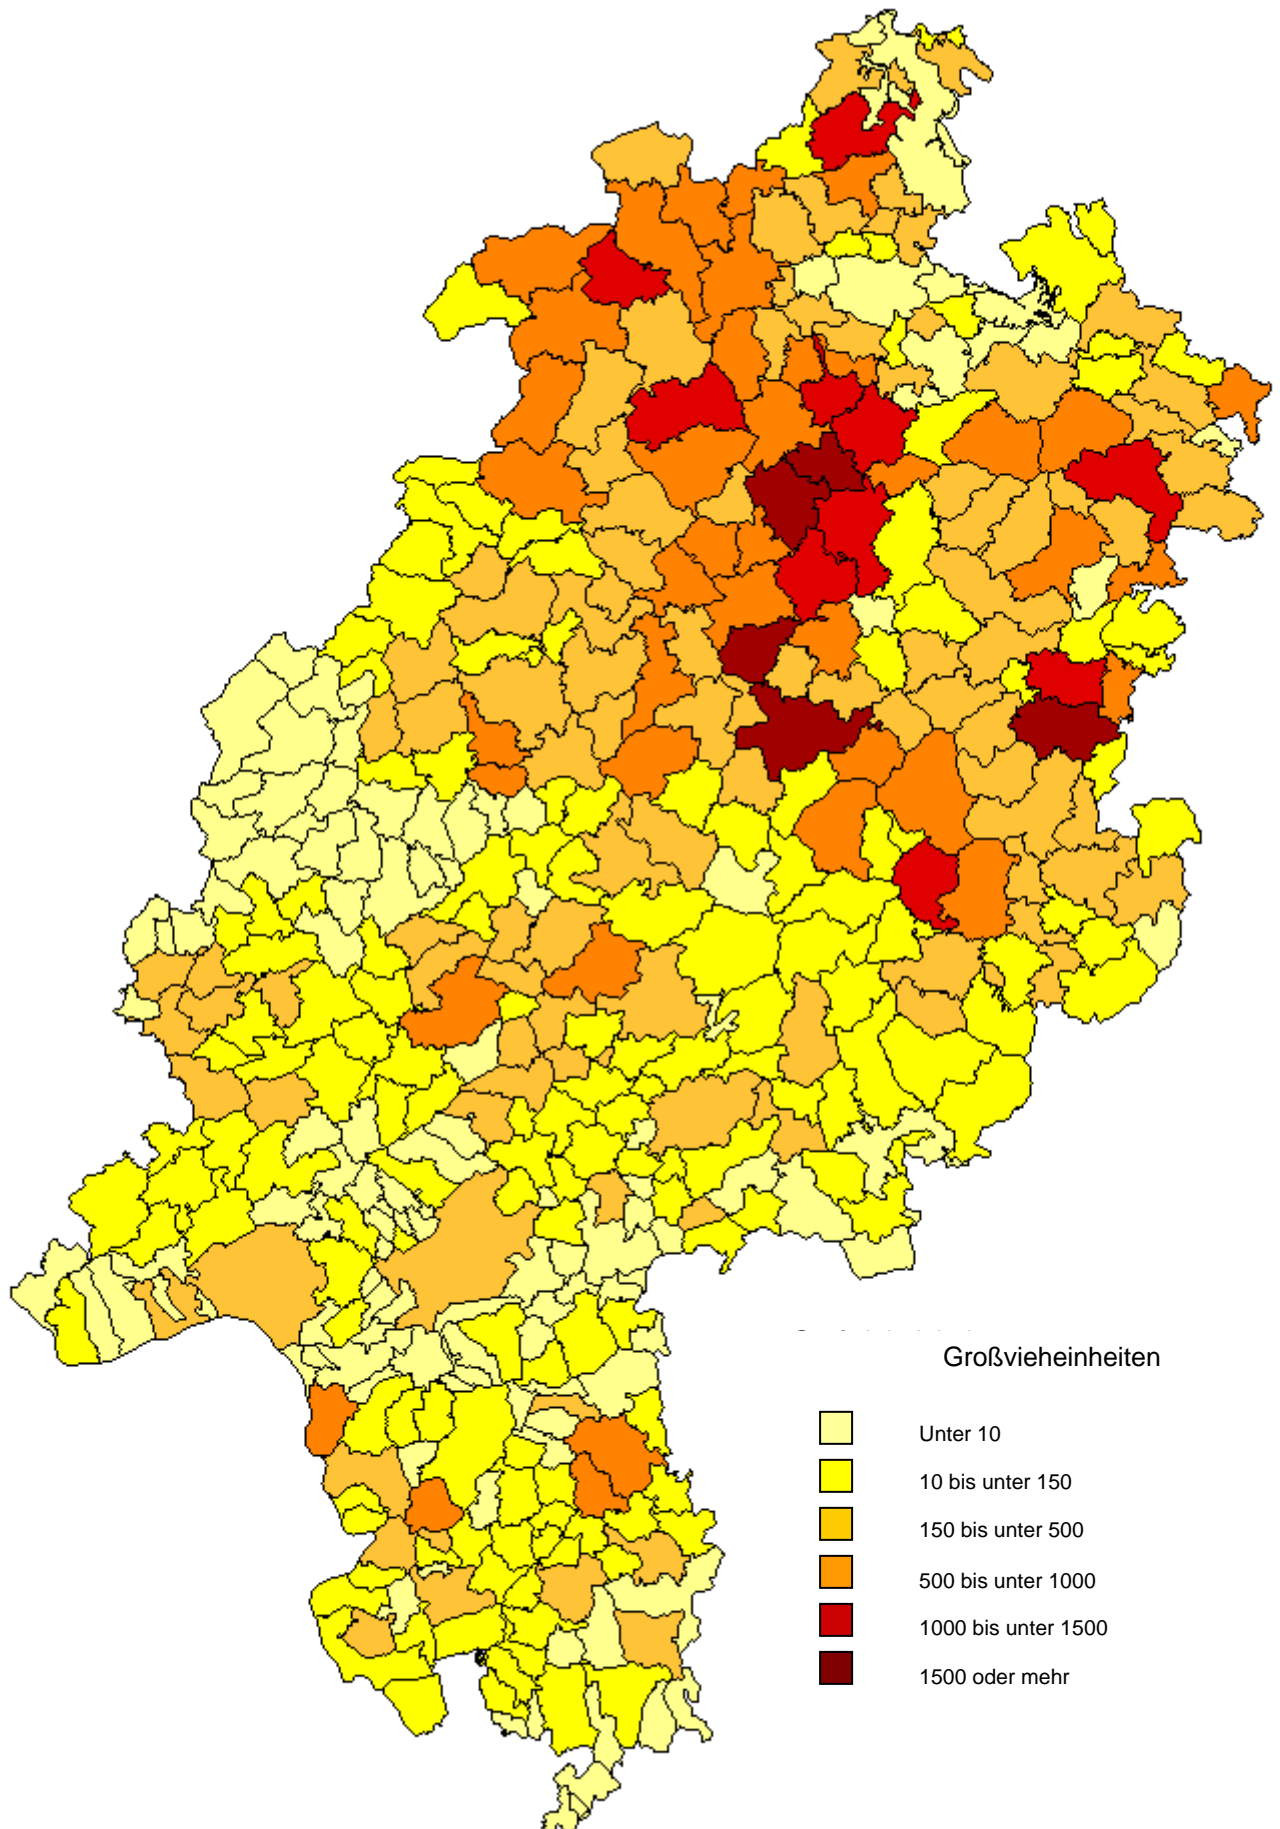 Großvieheinheiten
Unter 10
10 bis unter 150
150 bis unter 500
500 bis unter 1000
1000 bis unter 1500
1500 oder mehr